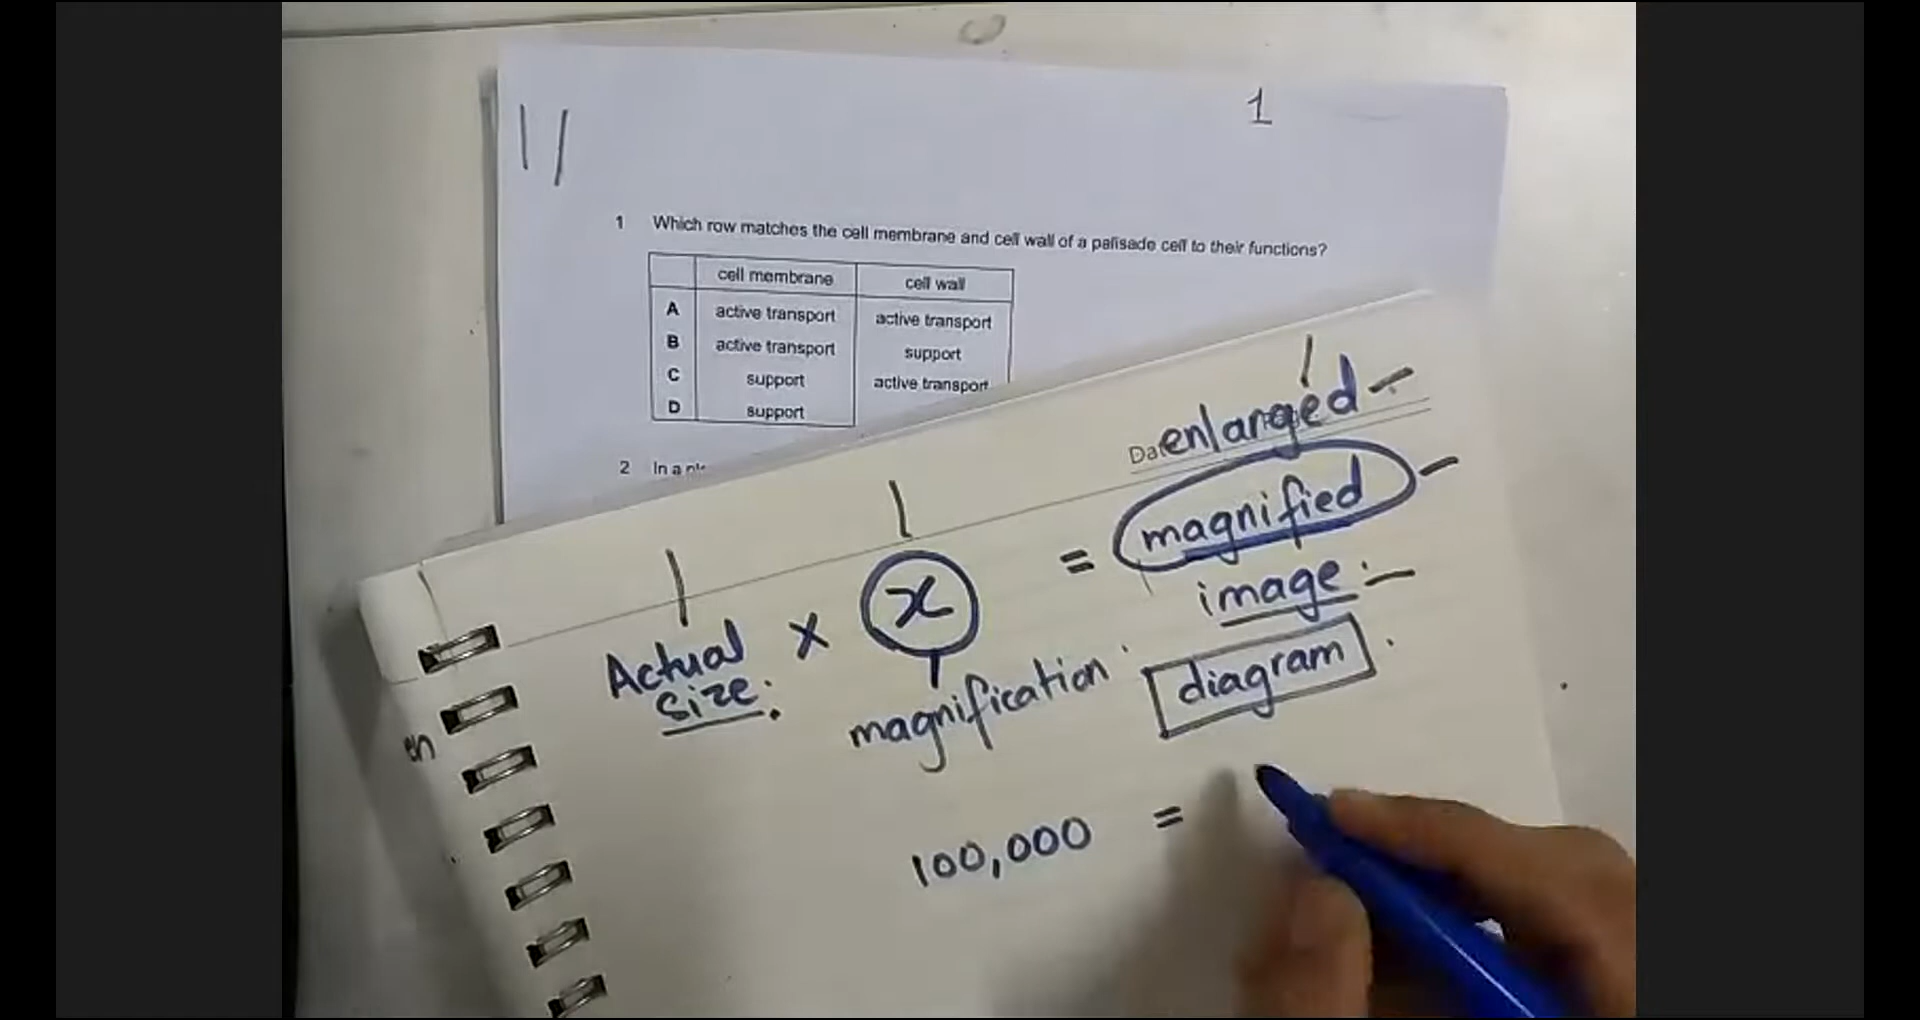 11
1
1 Which row matches the cell membrane and cell wall of a palisade cell to their functions?
cell membrane cell wall
A active transport active transport
B active transport support
C support active transport
D support
2 In a
enlarged
magnified
image
diagram
Actual size. × x =
magnification
en
100,000 =